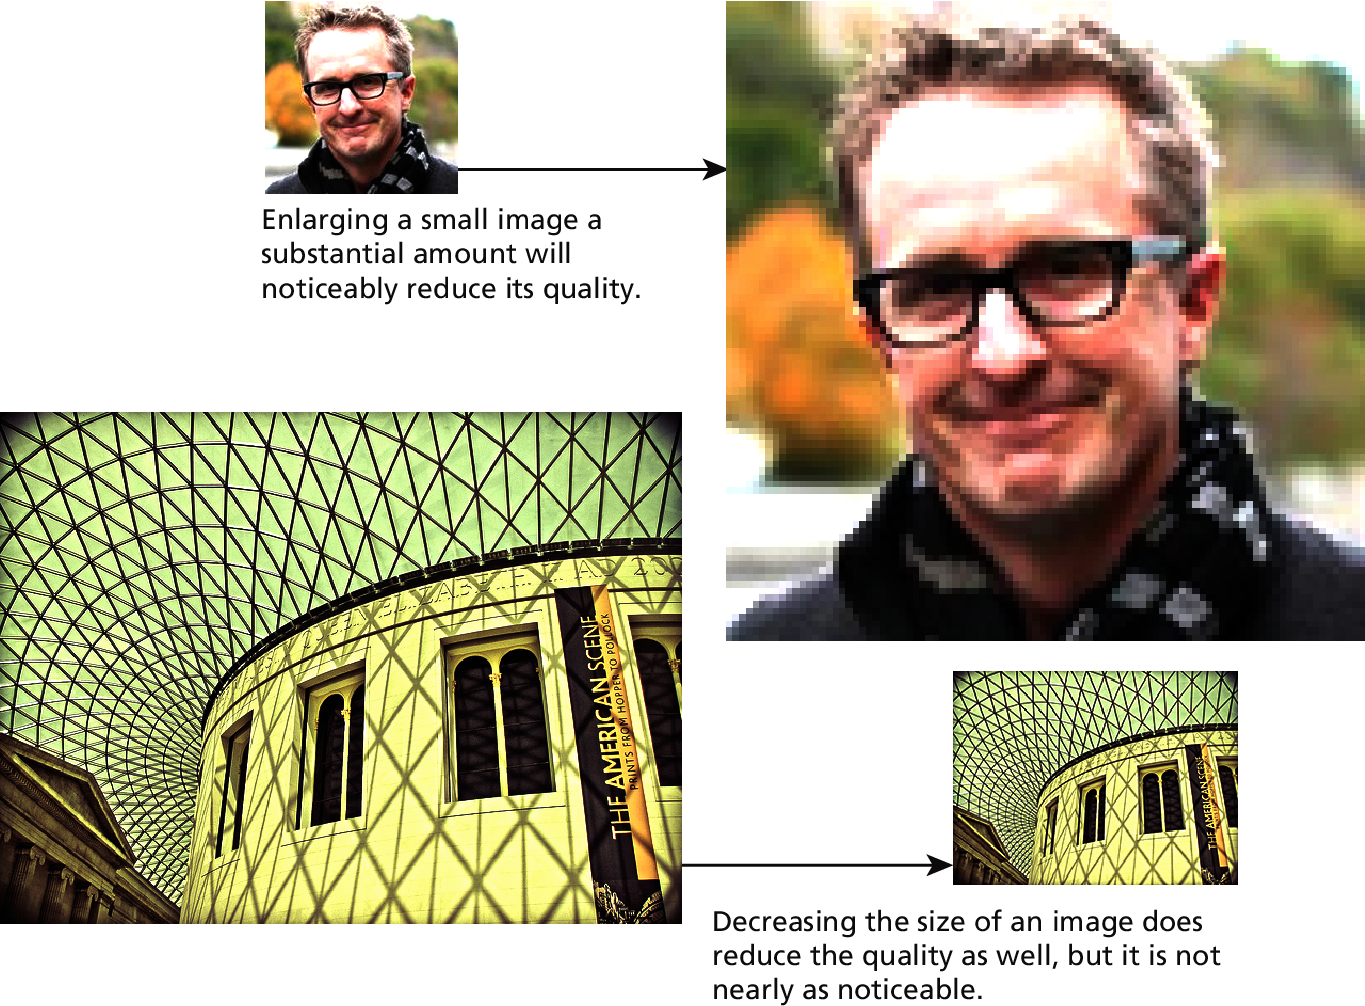 Enlarging a small image a
substantial amount will
noticeably reduce its quality.
THE AMERICAN SCENE
PRINTS FROM HOPPER TO POLLOCK
THE AMERICAN SCENE
Decreasing the size of an image does
reduce the quality as well, but it is not
nearly as noticeable.